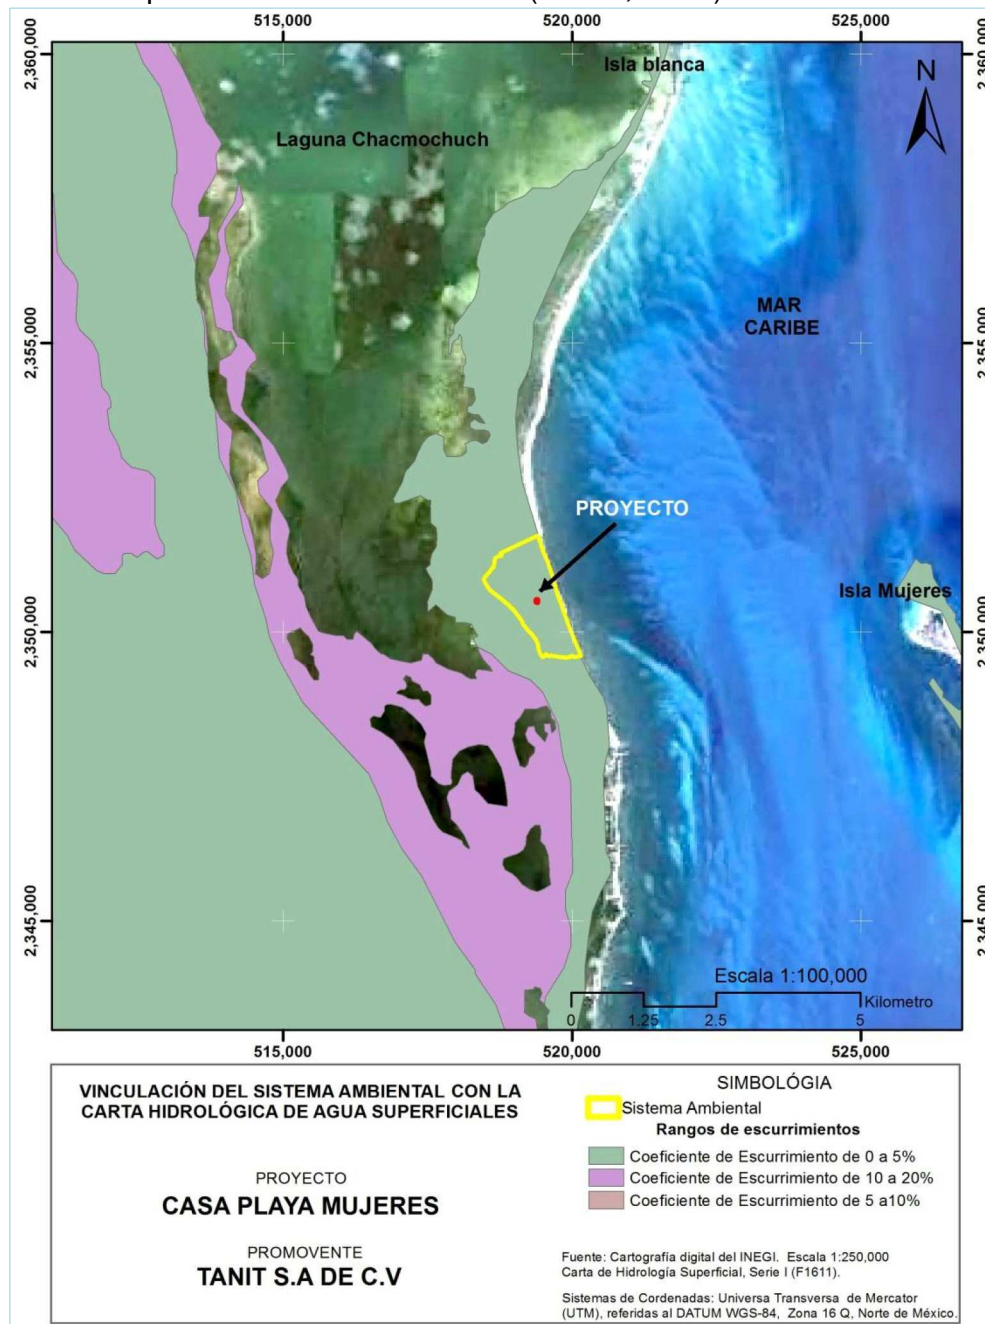 515,000 520,000 525,000
2,360,000
2,360,000
Isla blanca
N
Laguna Chacmochuch
MAR
CARIBE
2,355,000
2,355,000
PROYECTO
Isla Mujeres
2,350,000
2,350,000
2,345,000
2,345,000
Escala 1:100,000
Kilometro
0 1.25 2.5 5
515,000 520,000 525,000
VINCULACIÓN DEL SISTEMA AMBIENTAL CON LA
CARTA HIDROLÓGICA DE AGUA SUPERFICIALES
PROYECTO
CASA PLAYA MUJERES
PROMOVENTE
TANIT S.A DE C.V
SIMBOLÓGIA
Sistema Ambiental
Rangos de escurrimientos
Coeficiente de Escurrimiento de 0 a 5%
Coeficiente de Escurrimiento de 10 a 20%
Coeficiente de Escurrimiento de 5 a10%
Fuente: Cartografía digital del INEGI. Escala 1:250,000
Carta de Hidrología Superficial, Serie I (F1611).
Sistemas de Cordenadas: Universa Transversa de Mercator
(UTM), referidas al DATUM WGS-84, Zona 16 Q, Norte de México.